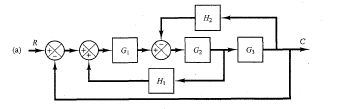 H₂
(a) R + − + + G₁ − + G₂ G₃ C
H₁